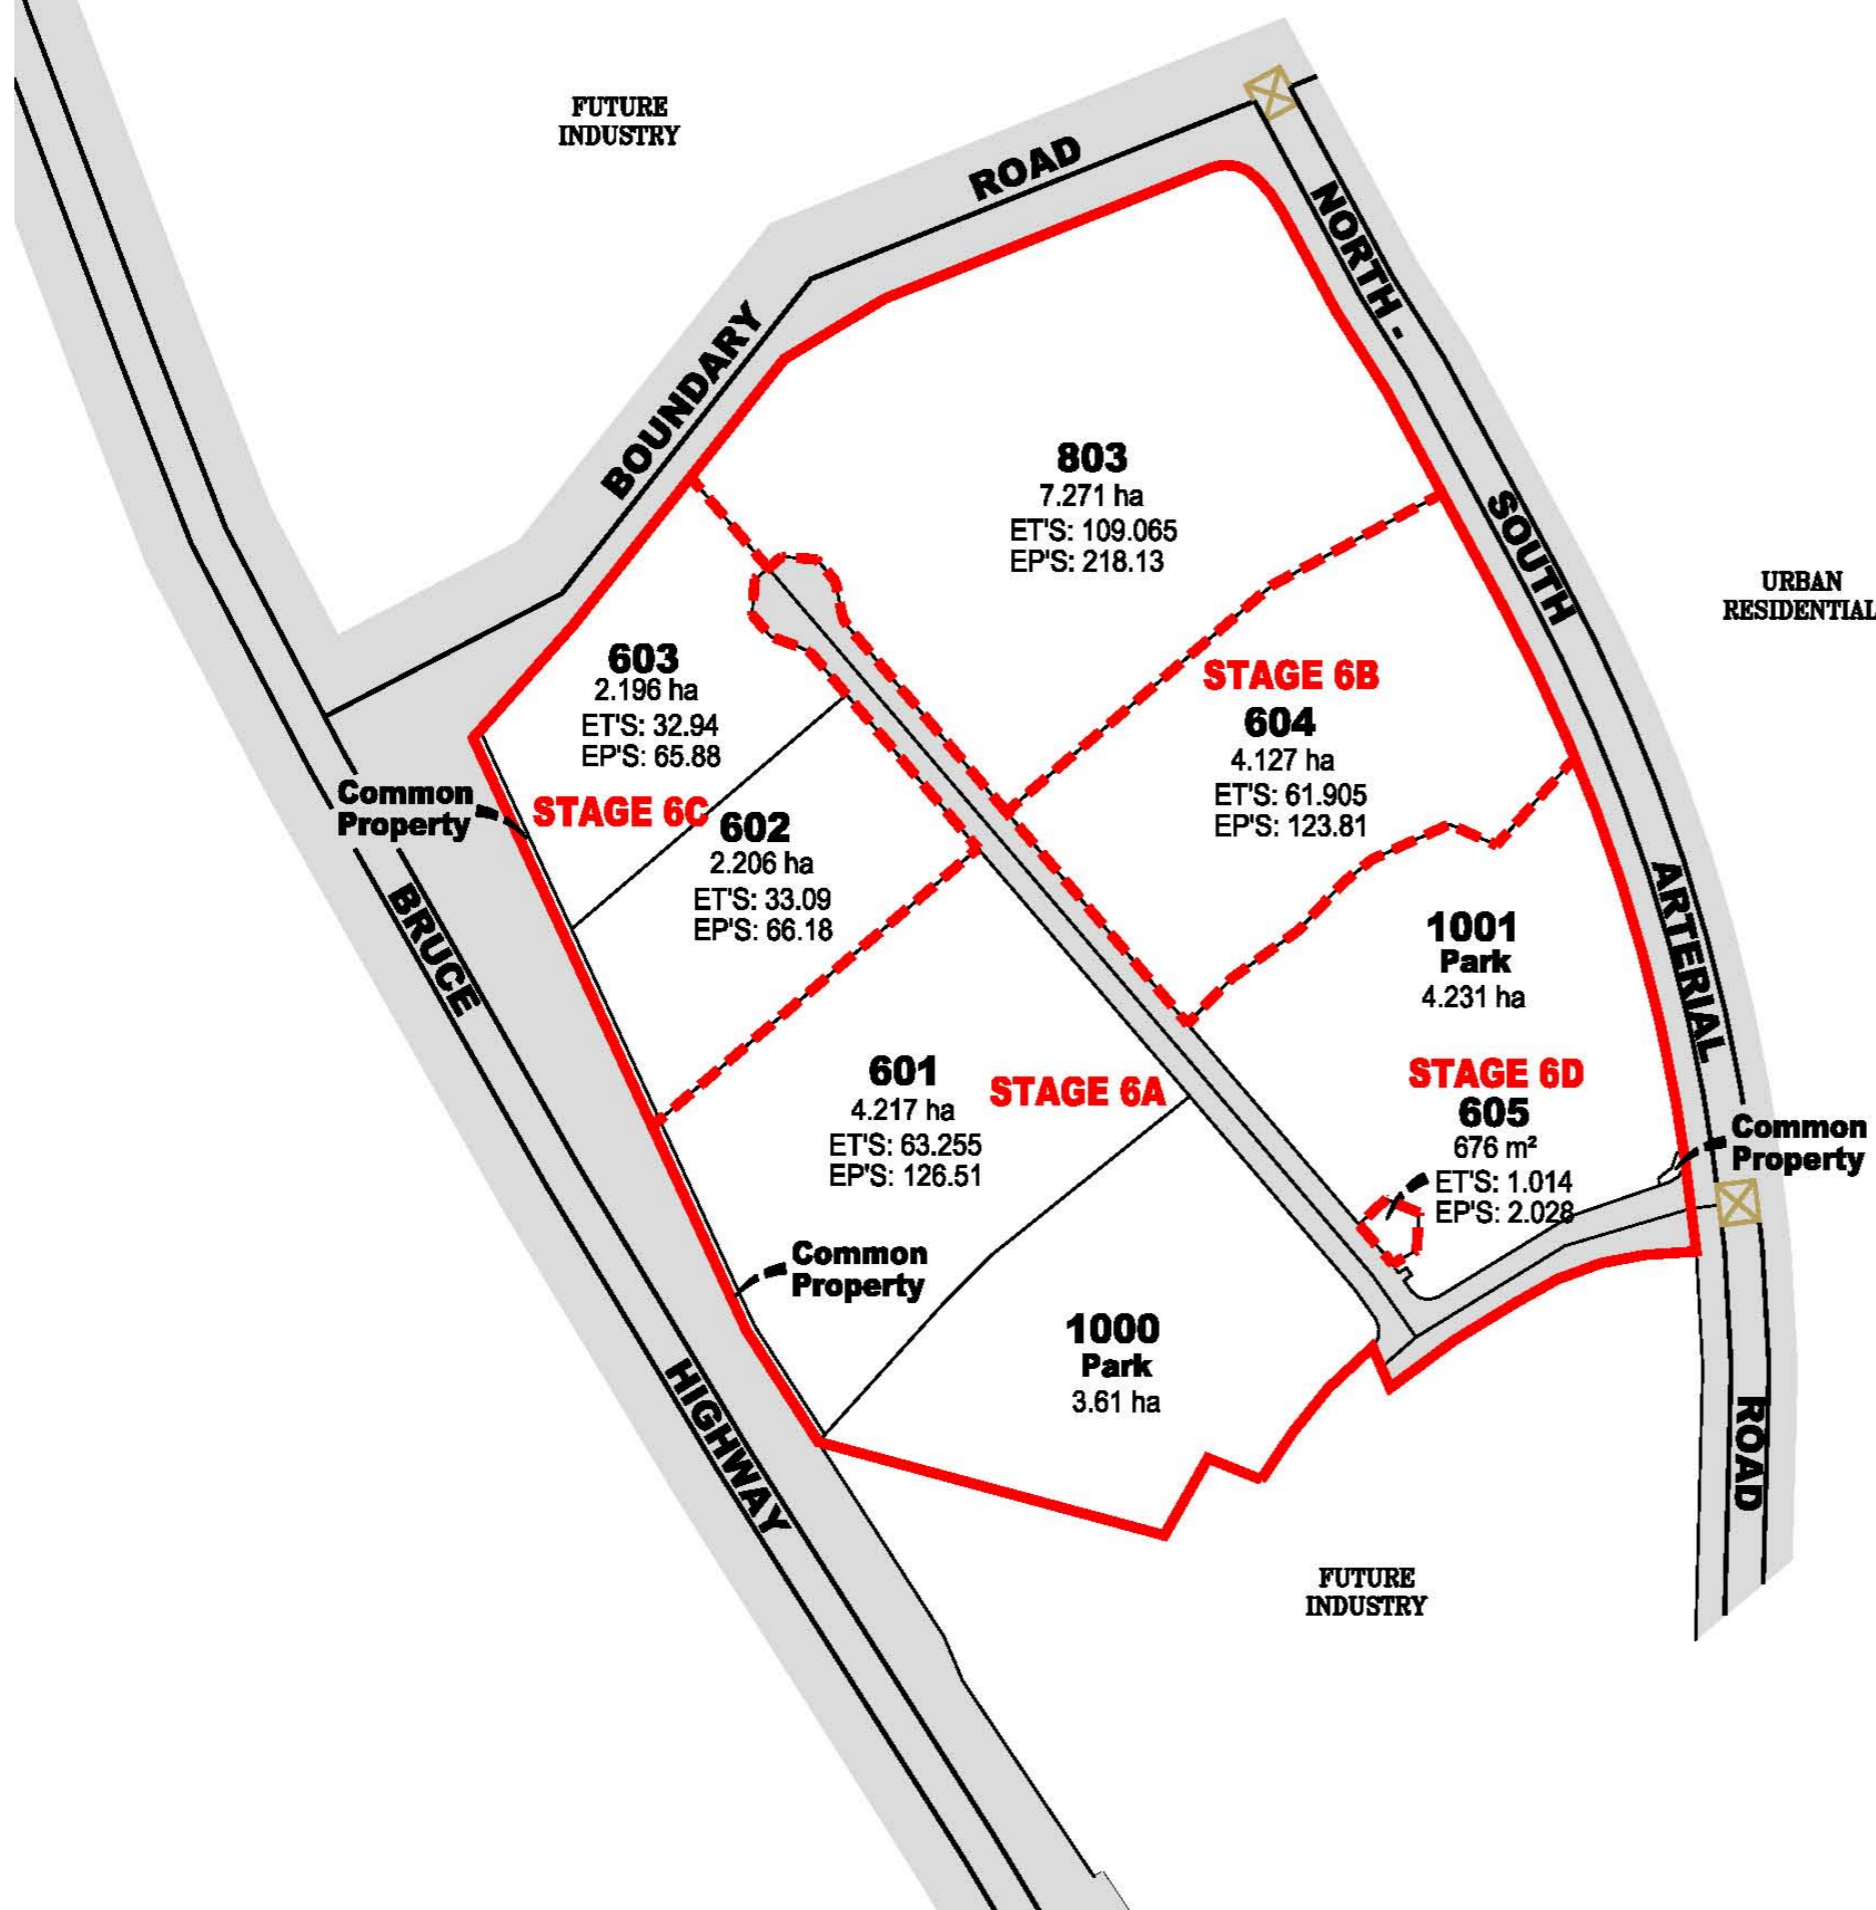 FUTURE
INDUSTRY
ROAD
NORTH -
BOUNDARY
803
7.271 ha
ET'S: 109.065
EP'S: 218.13
SOUTH
URBAN
RESIDENTIAL
603
2.196 ha
ET'S: 32.94
EP'S: 65.88
STAGE 6B
604
4.127 ha
ET'S: 61.905
EP'S: 123.81
Common
Property
STAGE 6C
602
2.206 ha
ET'S: 33.09
EP'S: 66.18
BRUCE
ARTERIAL
1001
Park
4.231 ha
601
4.217 ha
ET'S: 63.255
EP'S: 126.51
STAGE 6A
STAGE 6D
605
676 m²
ET'S: 1.014
EP'S: 2.028
Common
Property
Common
Property
1000
Park
3.61 ha
HIGHWAY
ROAD
FUTURE
INDUSTRY